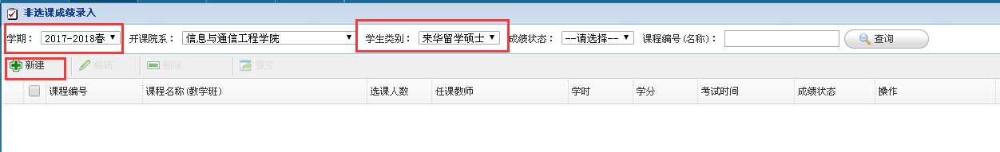 非选课成绩录入
学期： 2017-2018春 开课院系： 信息与通信工程学院 学生类别： 来华留学硕士 成绩状态： --请选择-- 课程编号(名称)： 查询
新建 编辑 删除 提交
课程编号 课程名称(教学班) 选课人数 任课教师 学时 学分 考试时间 成绩状态 操作